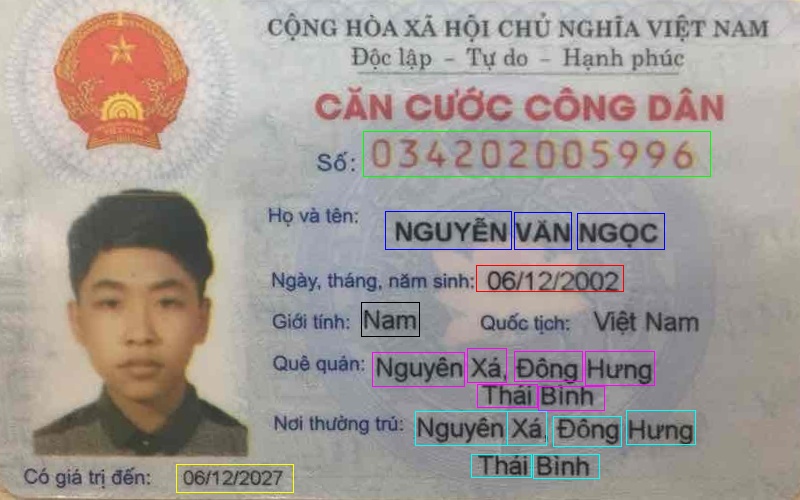 CỘNG HÒA XÃ HỘI CHỦ NGHĨA VIỆT NAM
Độc lập - Tự do - Hạnh phúc
CĂN CƯỚC CÔNG DÂN
Số: 034202005996
Họ và tên: NGUYỄN VĂN NGỌC
Ngày, tháng, năm sinh: 06/12/2002
Giới tính: Nam Quốc tịch: Việt Nam
Quê quán: Nguyên Xá, Đông Hưng
Thái Bình
Nơi thường trú: Nguyên Xá, Đông Hưng
Thái Bình
Có giá trị đến: 06/12/2027
VIỆT NAM